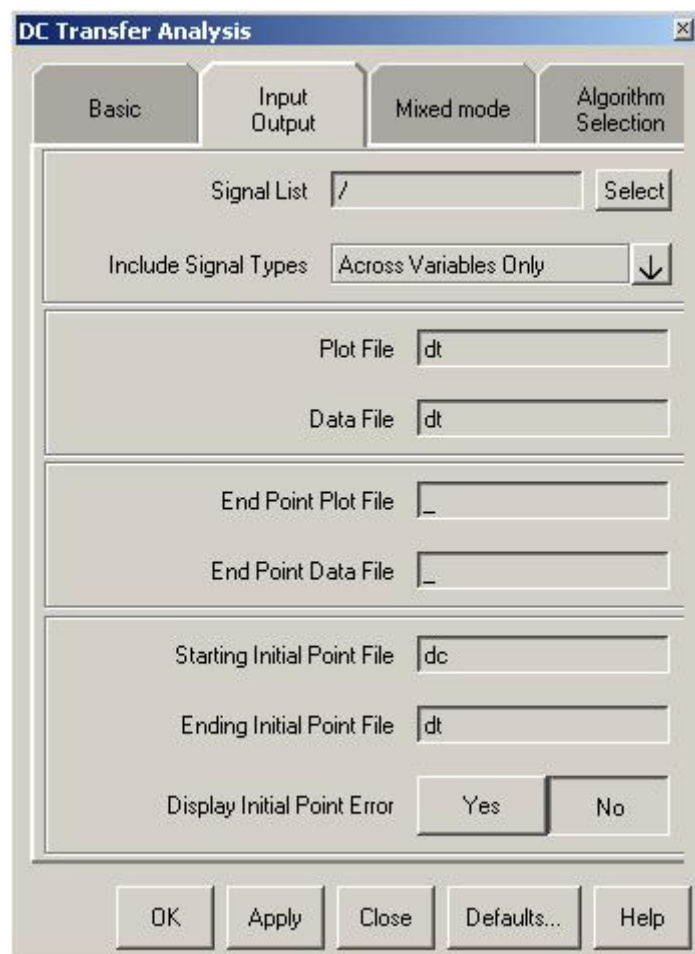 DC Transfer Analysis
Basic
Input
Output
Mixed mode
Algorithm
Selection
Signal List / Select
Include Signal Types Across Variables Only
Plot File dt
Data File dt
End Point Plot File _
End Point Data File _
Starting Initial Point File dc
Ending Initial Point File dt
Display Initial Point Error Yes No
OK Apply Close Defaults... Help